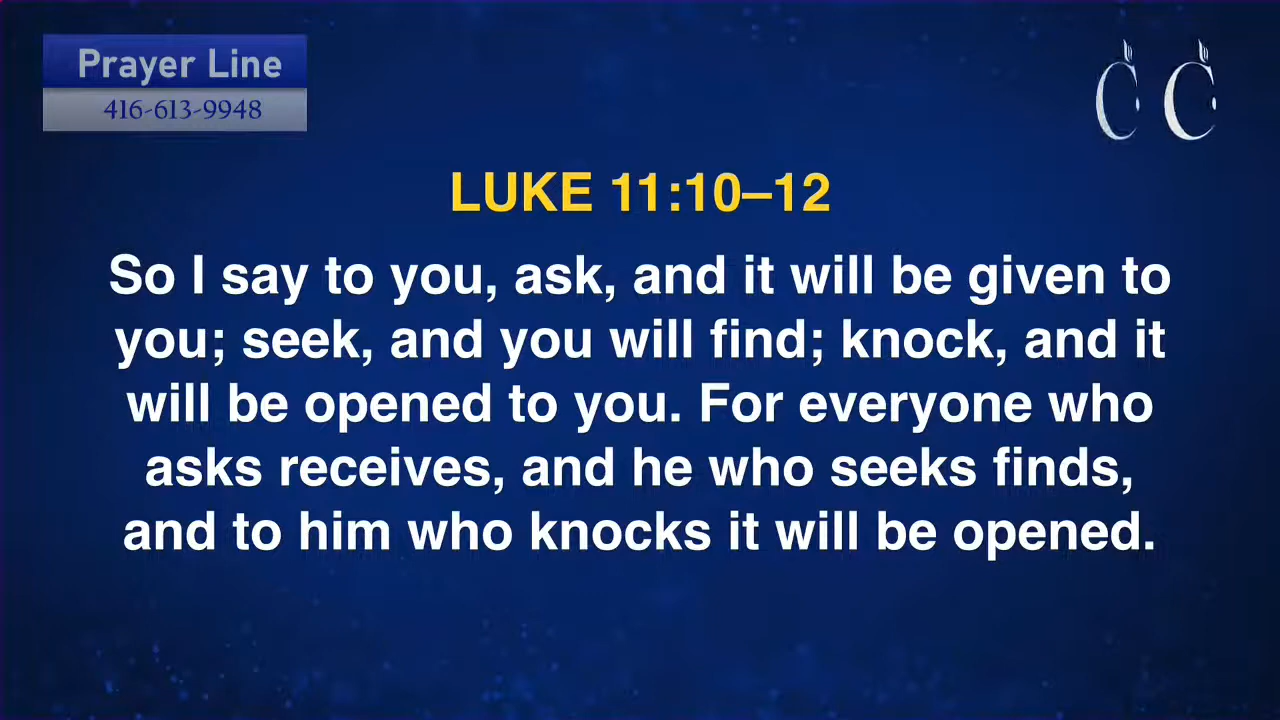 Prayer Line
416-613-9948
C C
LUKE 11:10–12
So I say to you, ask, and it will be given to
you; seek, and you will find; knock, and it
will be opened to you. For everyone who
asks receives, and he who seeks finds,
and to him who knocks it will be opened.